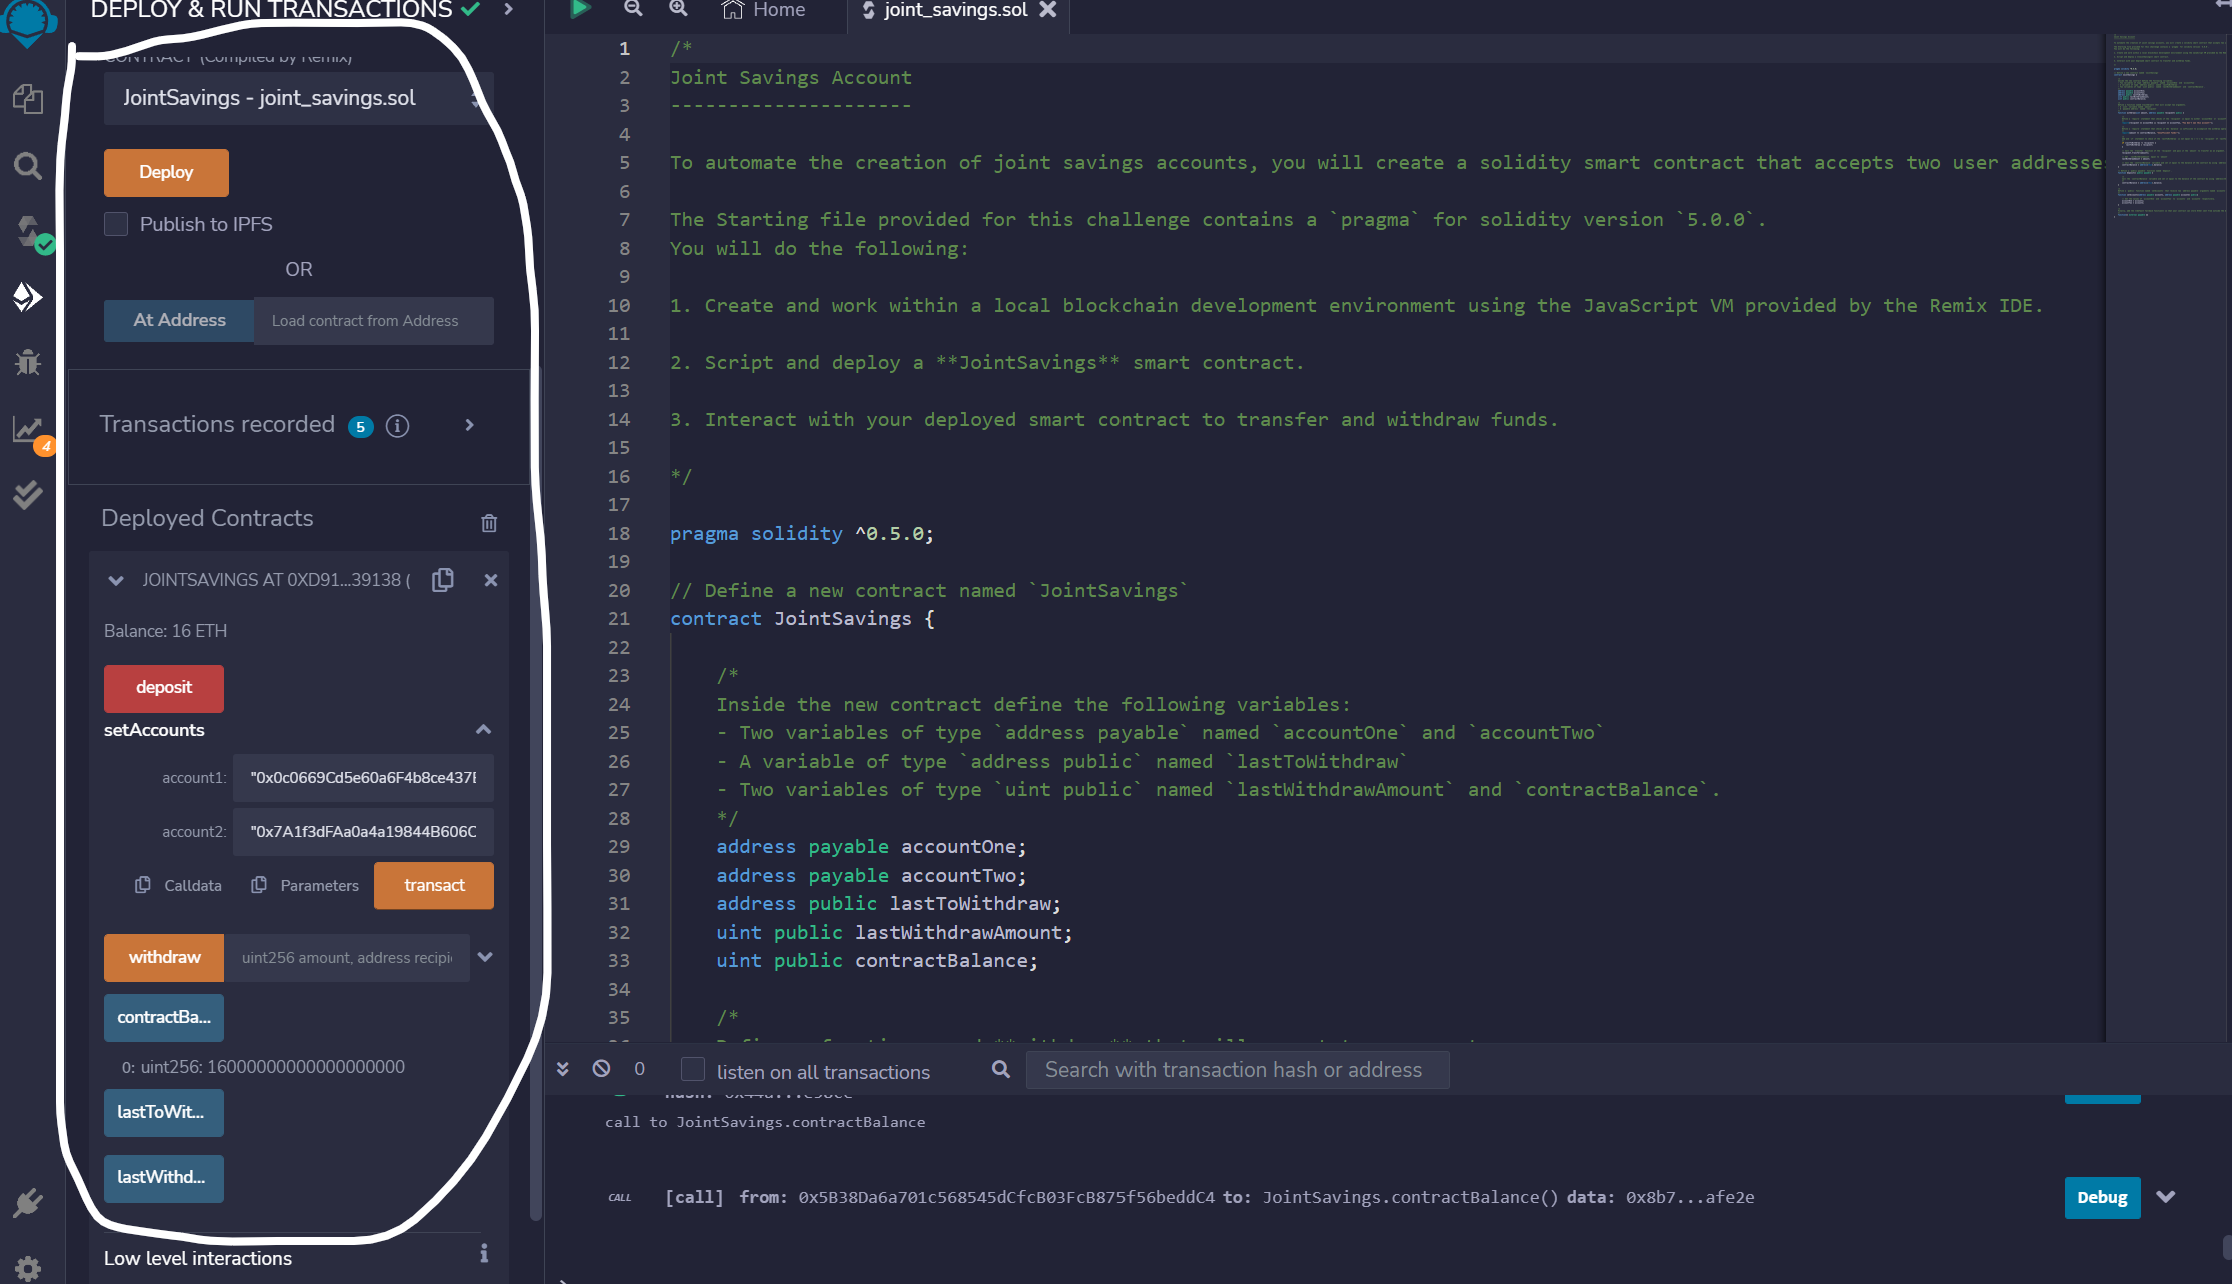 DEPLOY & RUN TRANSACTIONS
CONTRACT (Compiled by Remix)
JointSavings - joint_savings.sol
Deploy
Publish to IPFS
OR
At Address
Load contract from Address
Transactions recorded 5 i
4
Deployed Contracts
JOINTSAVINGS AT 0XD91...39138 (
Balance: 16 ETH
deposit
setAccounts
account1: "0x0c0669Cd5e60a6F4b8ce437E
account2: "0x7A1f3dFAa0a4a19844B606C
Calldata
Parameters
transact
withdraw
uint256 amount, address recipi
contractBa...
0: uint256: 16000000000000000000
lastToWit...
lastWithd...
Low level interactions
Home
joint_savings.sol
1 /*
2 Joint Savings Account
3 ---------------------
4
5 To automate the creation of joint savings accounts, you will create a solidity smart contract that accepts two user addresses
6
7 The Starting file provided for this challenge contains a `pragma` for solidity version `5.0.0`.
8 You will do the following:
9
10 1. Create and work within a local blockchain development environment using the JavaScript VM provided by the Remix IDE.
11
12 2. Script and deploy a **JointSavings** smart contract.
13
14 3. Interact with your deployed smart contract to transfer and withdraw funds.
15
16 */
17
18 pragma solidity ^0.5.0;
19
20 // Define a new contract named `JointSavings`
21 contract JointSavings {
22
23 /*
24 Inside the new contract define the following variables:
25 - Two variables of type `address payable` named `accountOne` and `accountTwo`
26 - A variable of type `address public` named `lastToWithdraw`
27 - Two variables of type `uint public` named `lastWithdrawAmount` and `contractBalance`.
28 */
29 address payable accountOne;
30 address payable accountTwo;
31 address public lastToWithdraw;
32 uint public lastWithdrawAmount;
33 uint public contractBalance;
34
35 /*
0
listen on all transactions
Search with transaction hash or address
call to JointSavings.contractBalance
CALL [call] from: 0x5B38Da6a701c568545dCfcB03FcB875f56beddC4 to: JointSavings.contractBalance() data: 0x8b7...afe2e
Debug